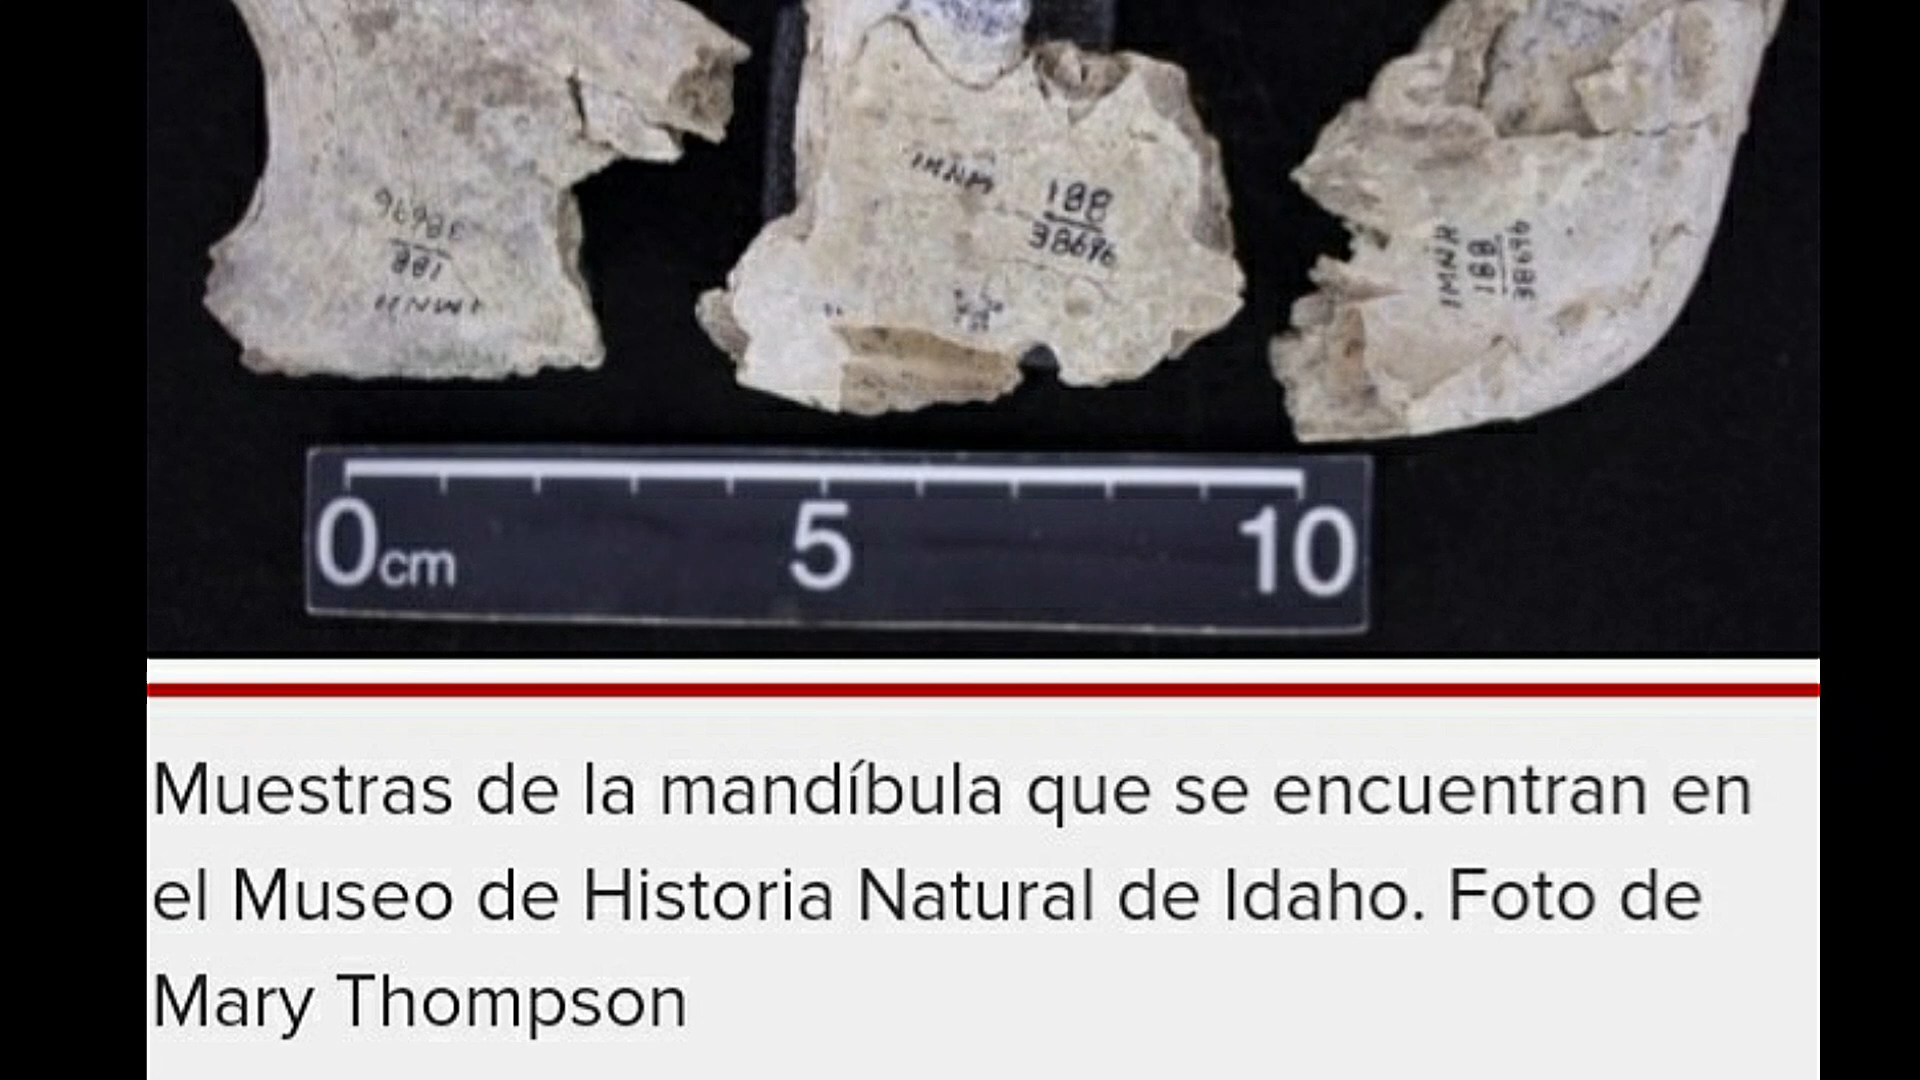 38696
188
IMNH
IMNH 188
38696
IMNH
188
38696
0cm 5 10
Muestras de la mandíbula que se encuentran en
el Museo de Historia Natural de Idaho. Foto de
Mary Thompson